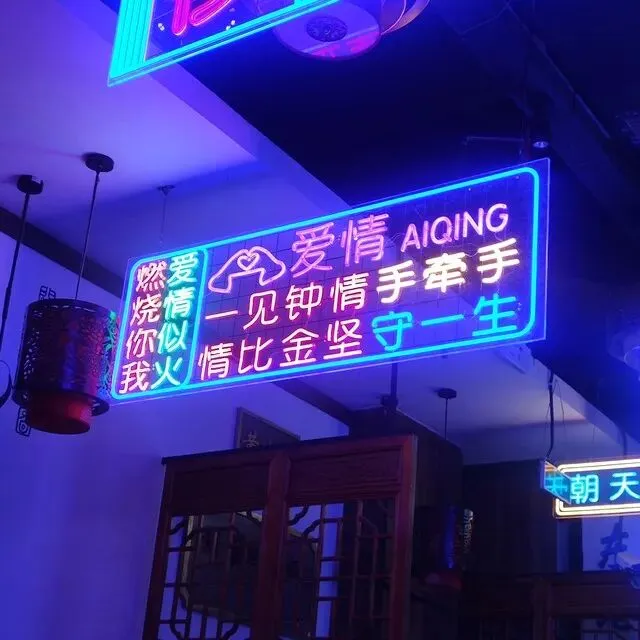 爱情似火
燃烧你我
爱情 AIQING
一见钟情手牵手
情比金坚守一生
朝天